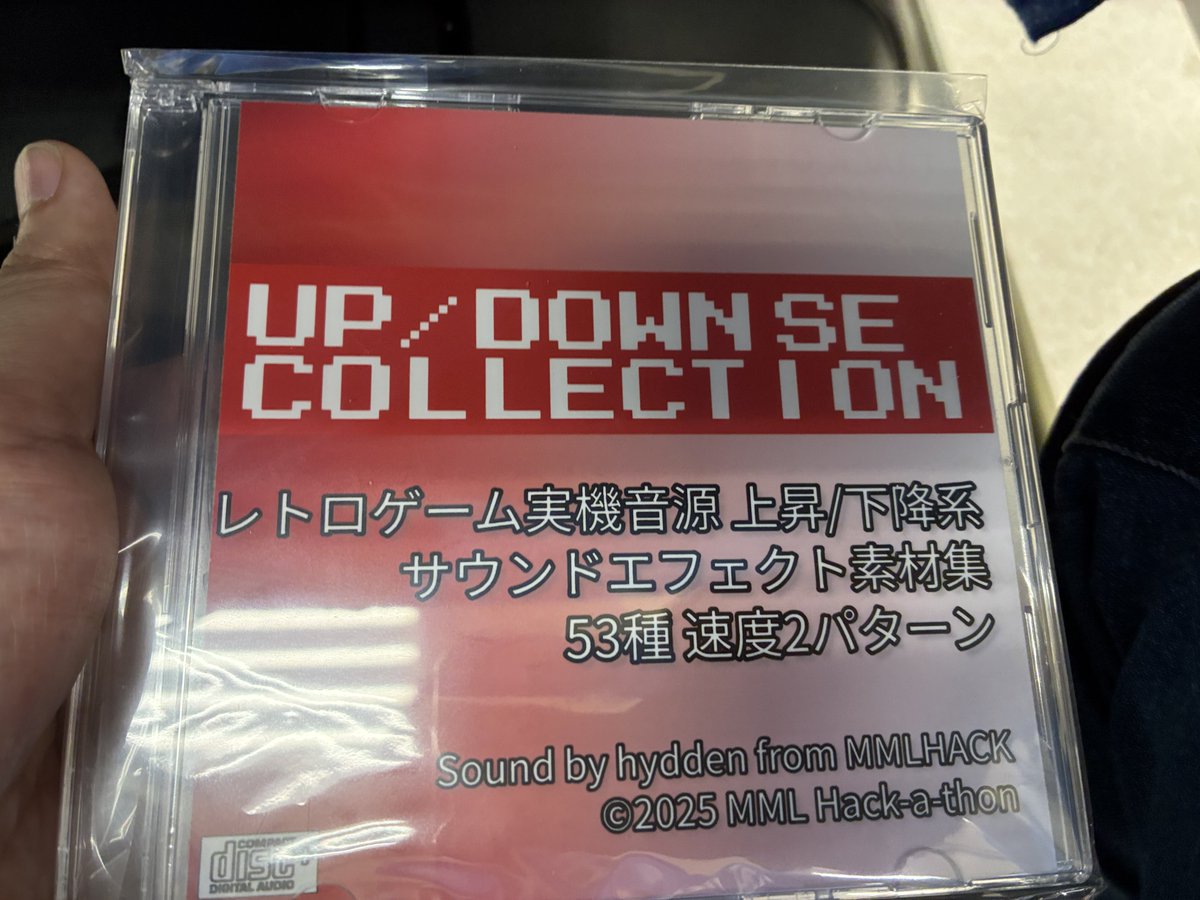 UP/DOWN SE
COLLECTION
レトロゲーム実機音源 上昇/下降系
サウンドエフェクト素材集
53種 速度2パターン
Sound by hydden from MMLHACK
©2025 MML Hack-a-thon
COMPACT
disc
DIGITAL AUDIO